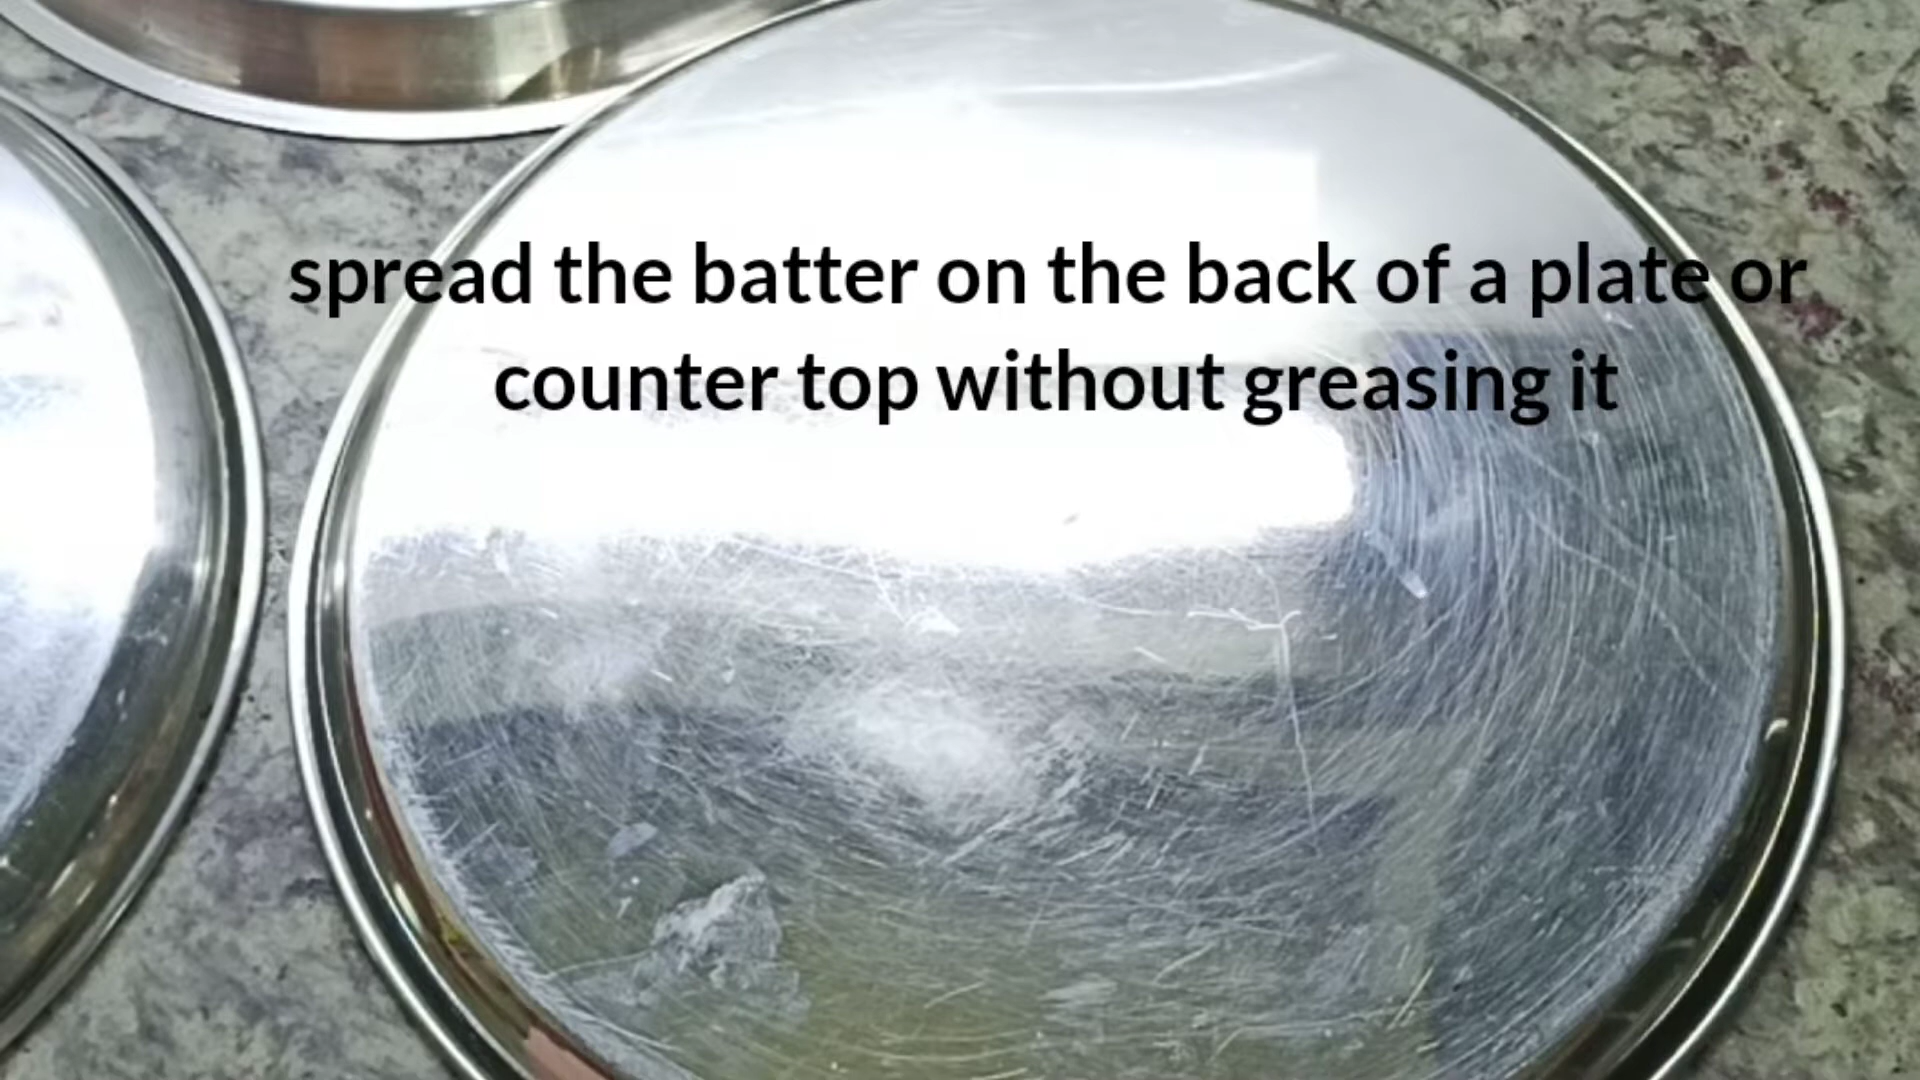 spread the batter on the back of a plate or
counter top without greasing it